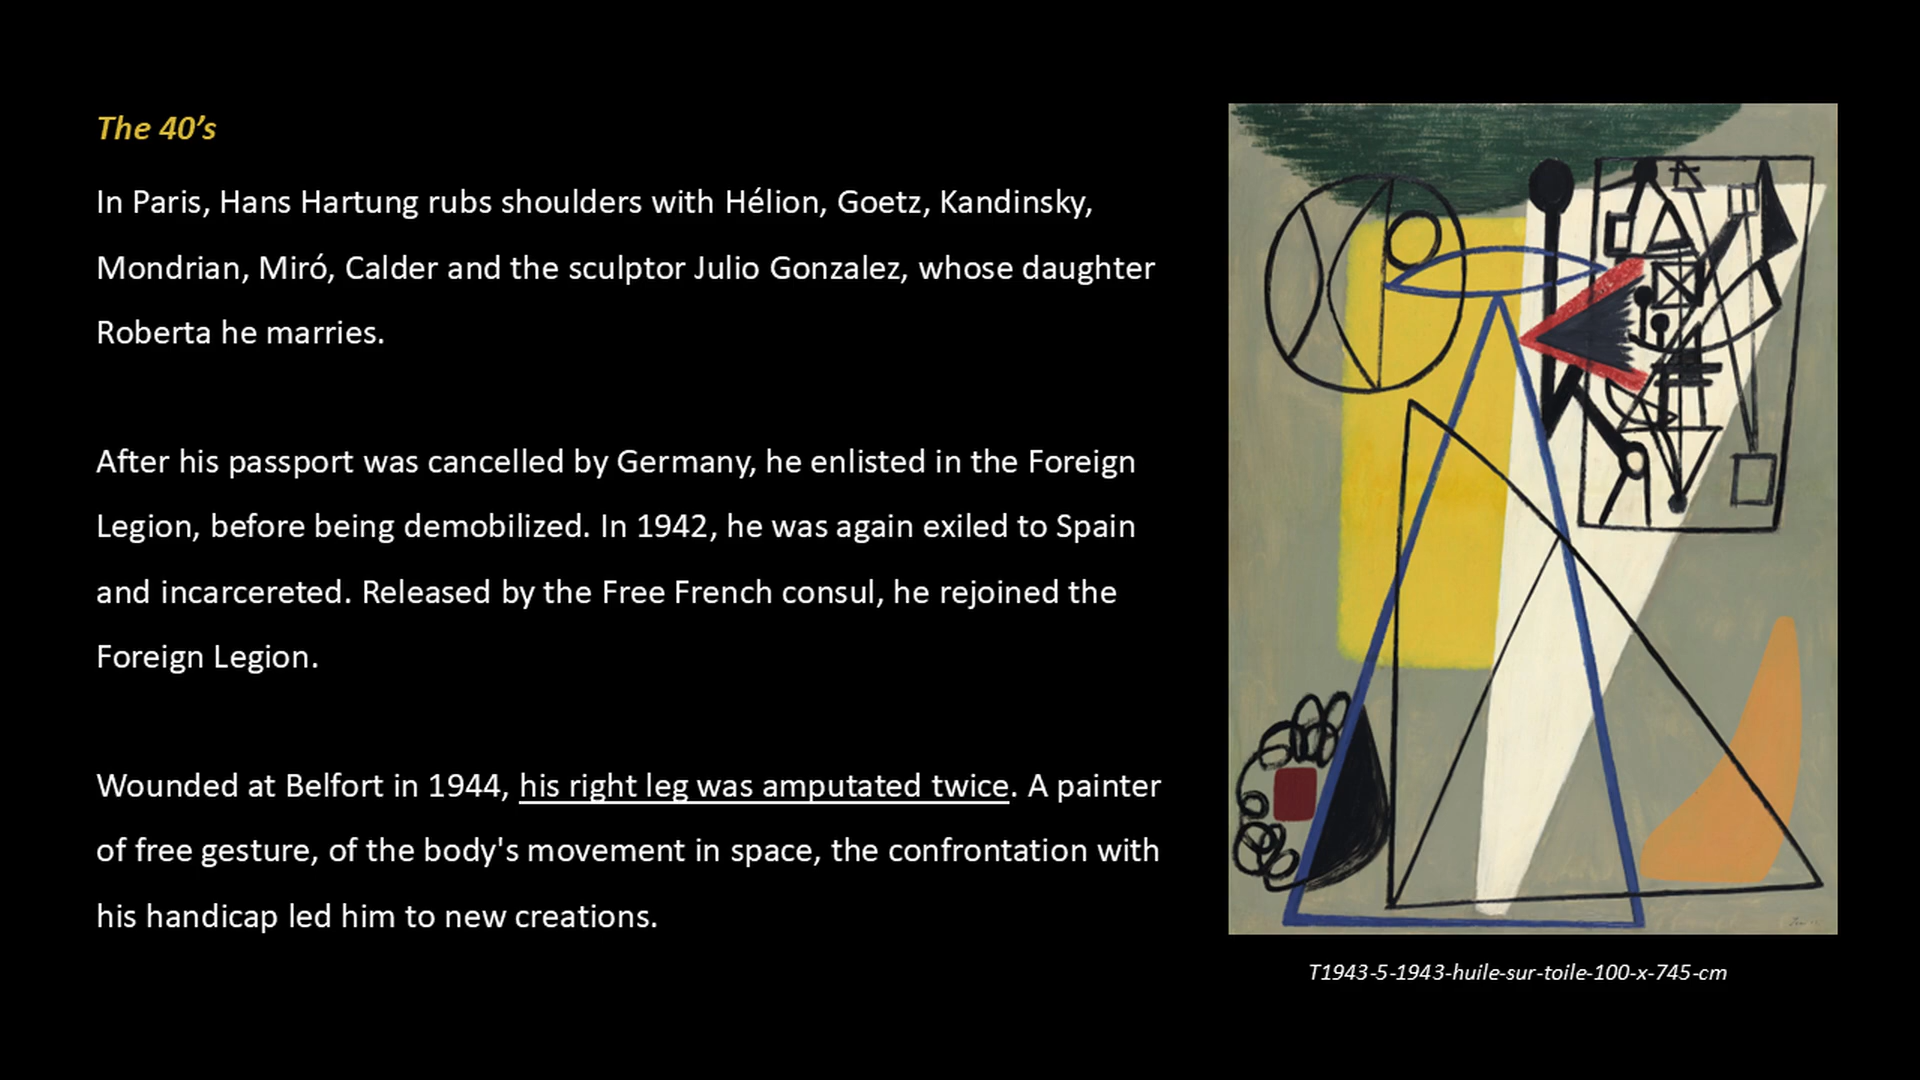 The 40’s
In Paris, Hans Hartung rubs shoulders with Hélion, Goetz, Kandinsky,
Mondrian, Miró, Calder and the sculptor Julio Gonzalez, whose daughter
Roberta he marries.
After his passport was cancelled by Germany, he enlisted in the Foreign
Legion, before being demobilized. In 1942, he was again exiled to Spain
and incarcereted. Released by the Free French consul, he rejoined the
Foreign Legion.
Wounded at Belfort in 1944, his right leg was amputated twice. A painter
of free gesture, of the body's movement in space, the confrontation with
his handicap led him to new creations.
T1943-5-1943-huile-sur-toile-100-x-745-cm